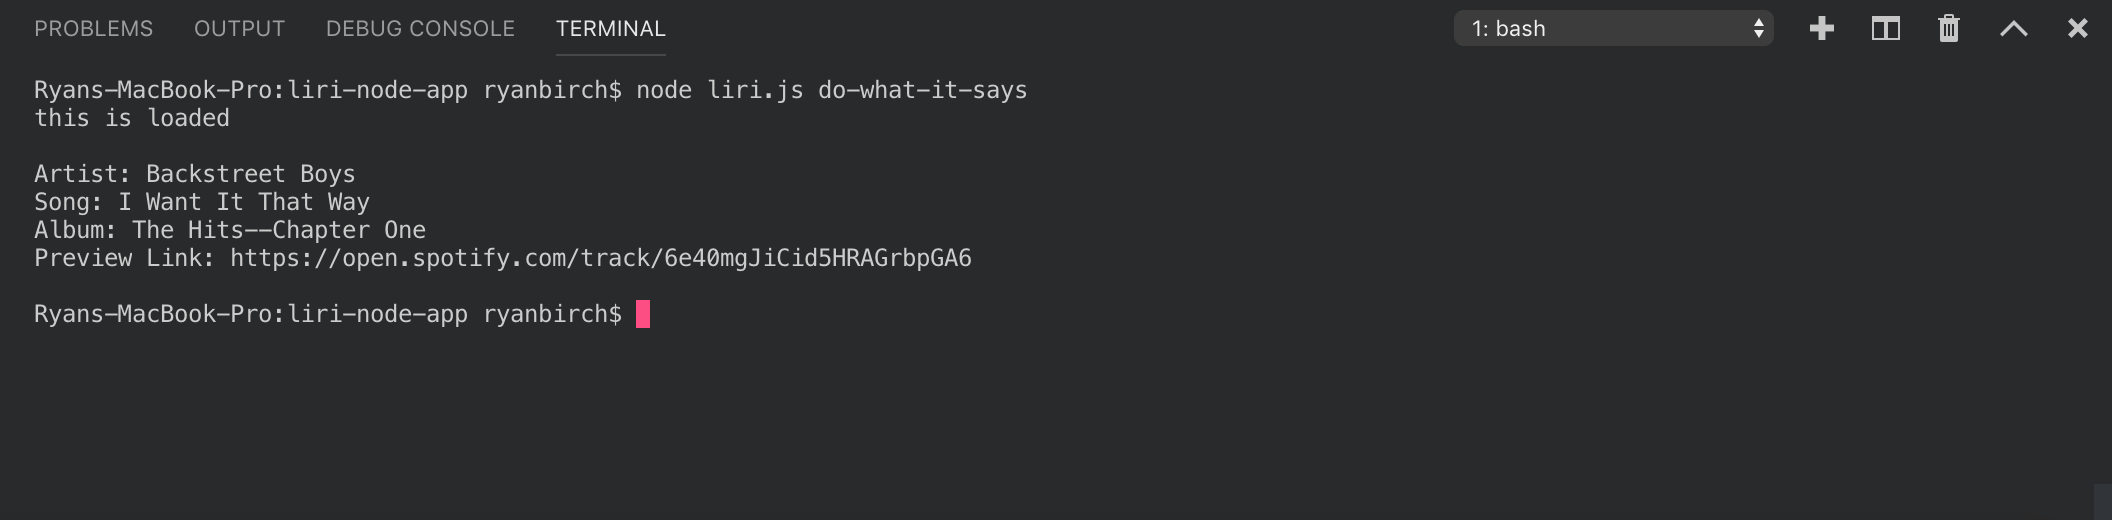 PROBLEMS OUTPUT DEBUG CONSOLE TERMINAL 1: bash
Ryans-MacBook-Pro:liri-node-app ryanbirch$ node liri.js do-what-it-says
this is loaded
Artist: Backstreet Boys
Song: I Want It That Way
Album: The Hits--Chapter One
Preview Link: https://open.spotify.com/track/6e40mgJiCid5HRAGrbpGA6
Ryans-MacBook-Pro:liri-node-app ryanbirch$